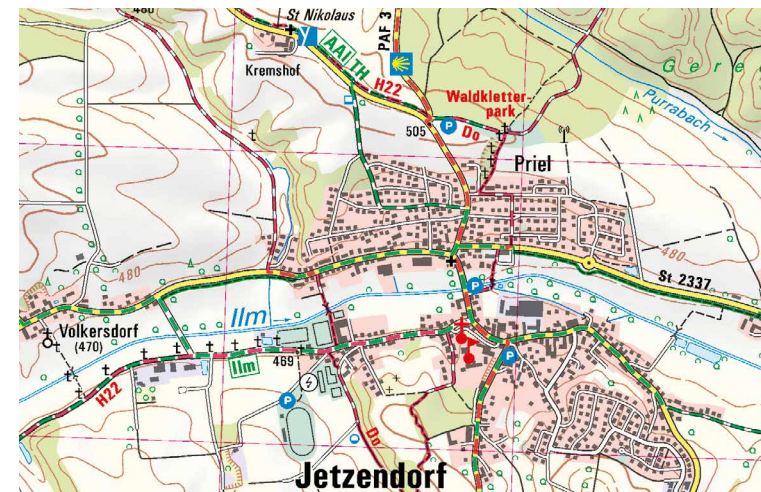 480
St Nikolaus
Kremshof
AAI TH
H22
PAF 3
Waldkletter-
park
505
P
Do
Priel
Purrabach
Gere
480
480
St 2337
Ilm
P
Volkersdorf
(470)
H22
Ilm
469
P
Do
P
Jetzendorf